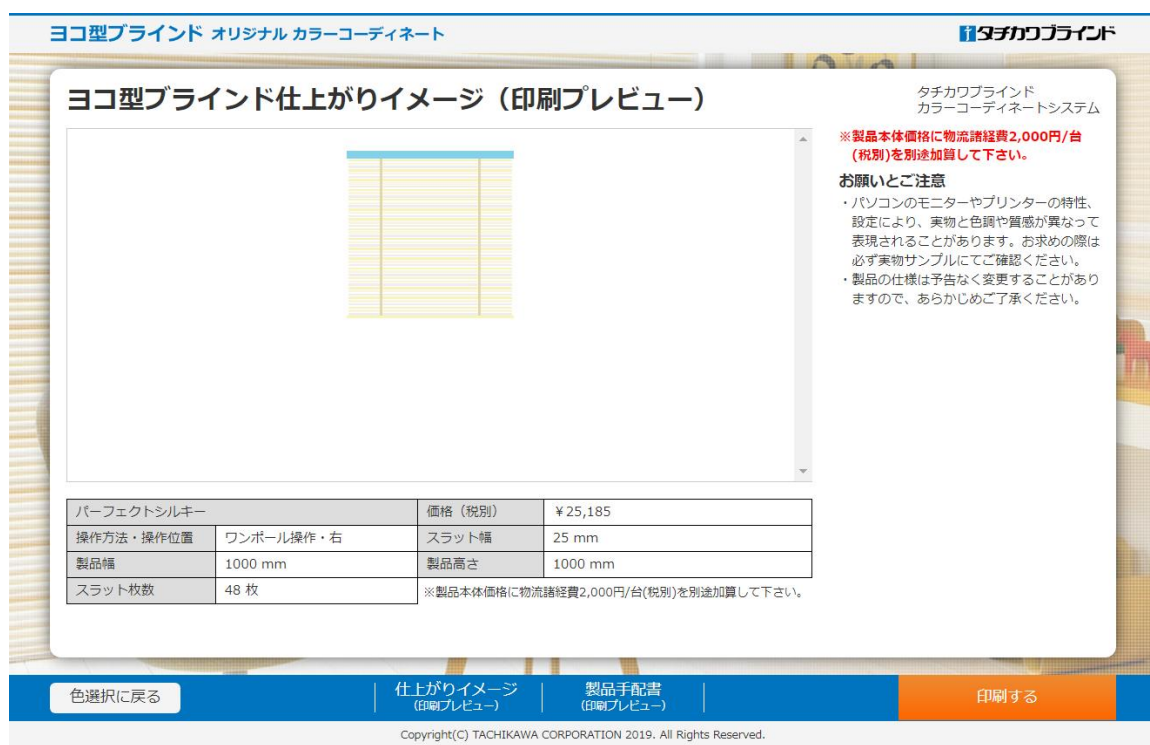 ヨコ型ブラインド オリジナル カラーコーディネート
タチカワブラインド
ヨコ型ブラインド仕上がりイメージ（印刷プレビュー）
タチカワブラインド
カラーコーディネートシステム
※製品本体価格に物流諸経費2,000円/台
(税別)を別途加算して下さい。
お願いとご注意
・パソコンのモニターやプリンターの特性、
設定により、実物と色調や質感が異なって
表現されることがあります。お求めの際は
必ず実物サンプルにてご確認ください。
・製品の仕様は予告なく変更することがあり
ますので、あらかじめご了承ください。
パーフェクトシルキー 価格（税別） ￥25,185
操作方法・操作位置 ワンポール操作・右 スラット幅 25 mm
製品幅 1000 mm 製品高さ 1000 mm
スラット枚数 48 枚 ※製品本体価格に物流諸経費2,000円/台(税別)を別途加算して下さい。
色選択に戻る 仕上がりイメージ 製品手配書 印刷する
(印刷プレビュー) (印刷プレビュー)
Copyright(C) TACHIKAWA CORPORATION 2019. All Rights Reserved.